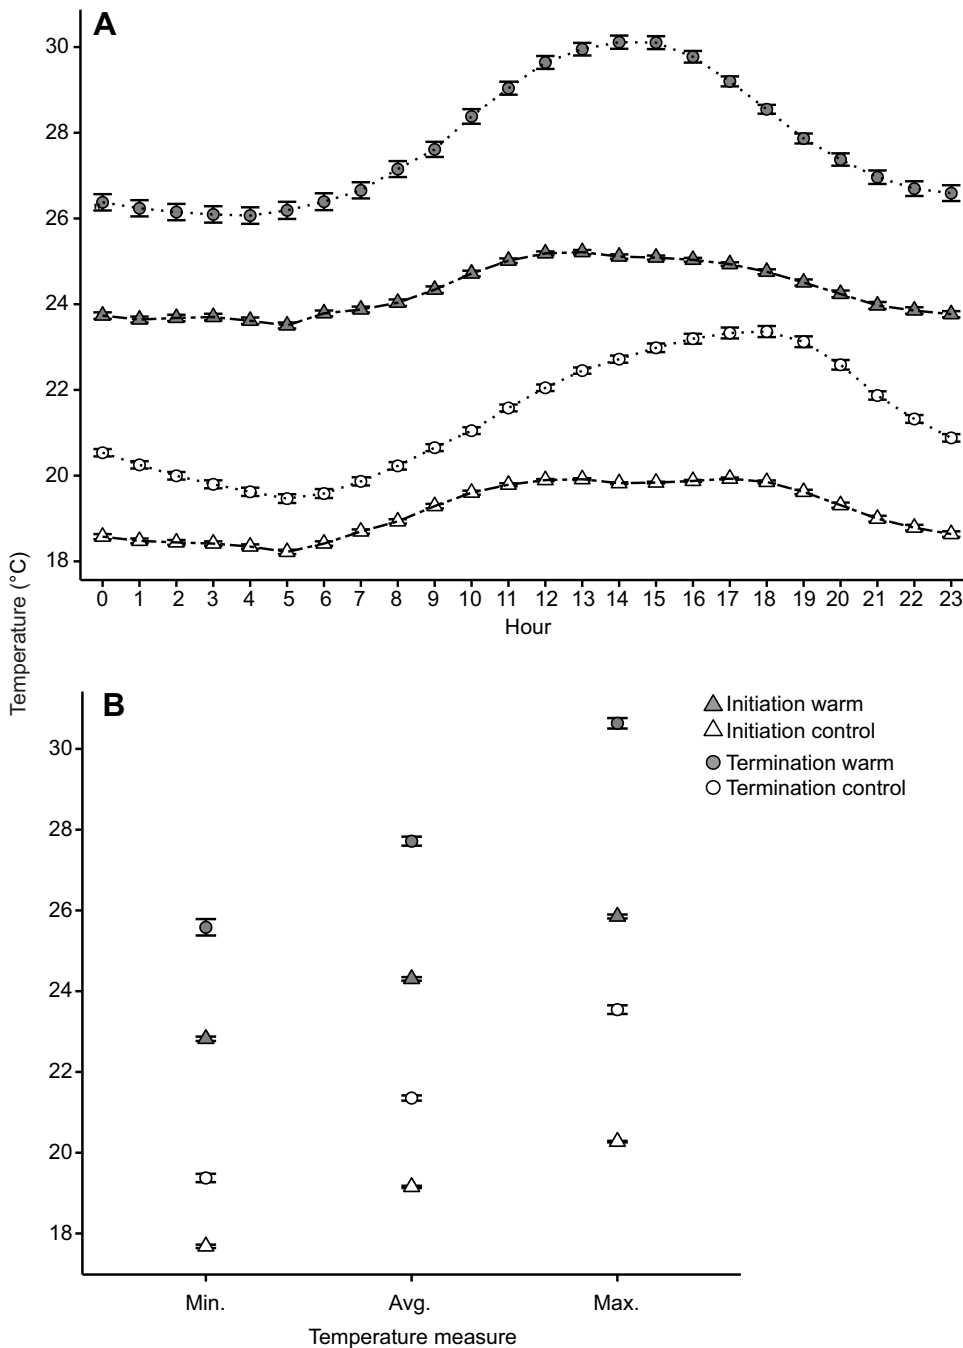 A
30
28
26
24
22
20
18
0 1 2 3 4 5 6 7 8 9 10 11 12 13 14 15 16 17 18 19 20 21 22 23
Hour
Temperature (°C)
B
Initiation warm
Initiation control
Termination warm
Termination control
30
28
26
24
22
20
18
Min. Avg. Max.
Temperature measure